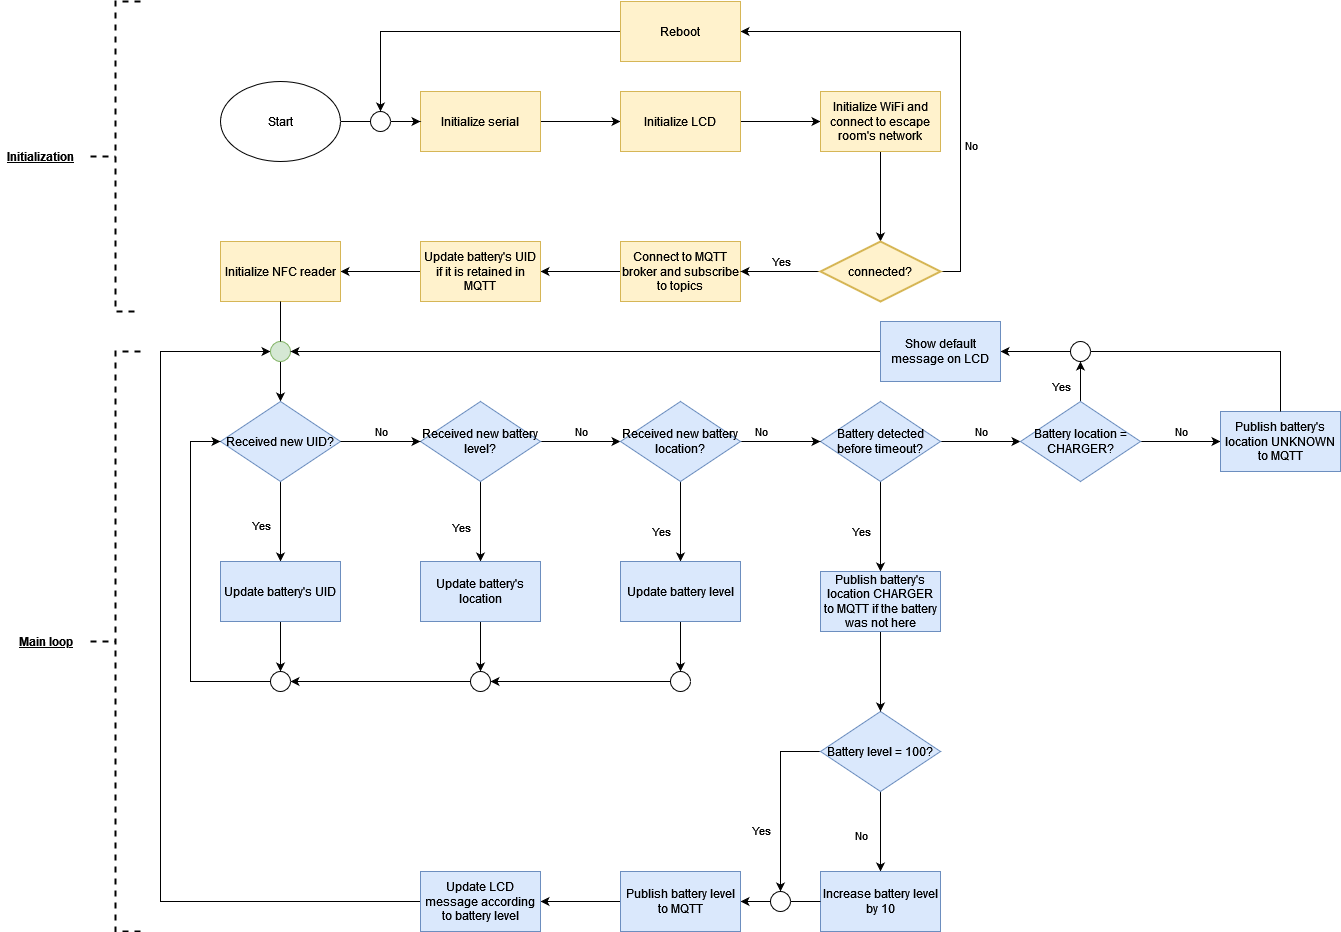 Reboot
Start
Initialize serial
Initialize LCD
Initialize WiFi and
connect to escape
room's network
No
Initialization
Initialize NFC reader
Update battery's UID
if it is retained in
MQTT
Connect to MQTT
broker and subscribe
to topics
Yes
connected?
Show default
message on LCD
Yes
Received new UID?
No
Received new battery
level?
No
Received new battery
location?
No
Battery detected
before timeout?
No
Battery location =
CHARGER?
No
Publish battery's
location UNKNOWN
to MQTT
Yes
Yes
Yes
Yes
Update battery's UID
Update battery's
location
Update battery level
Publish battery's
location CHARGER
to MQTT if the battery
was not here
Main loop
Battery level = 100?
Yes
No
Update LCD
message according
to battery level
Publish battery level
to MQTT
Increase battery level
by 10